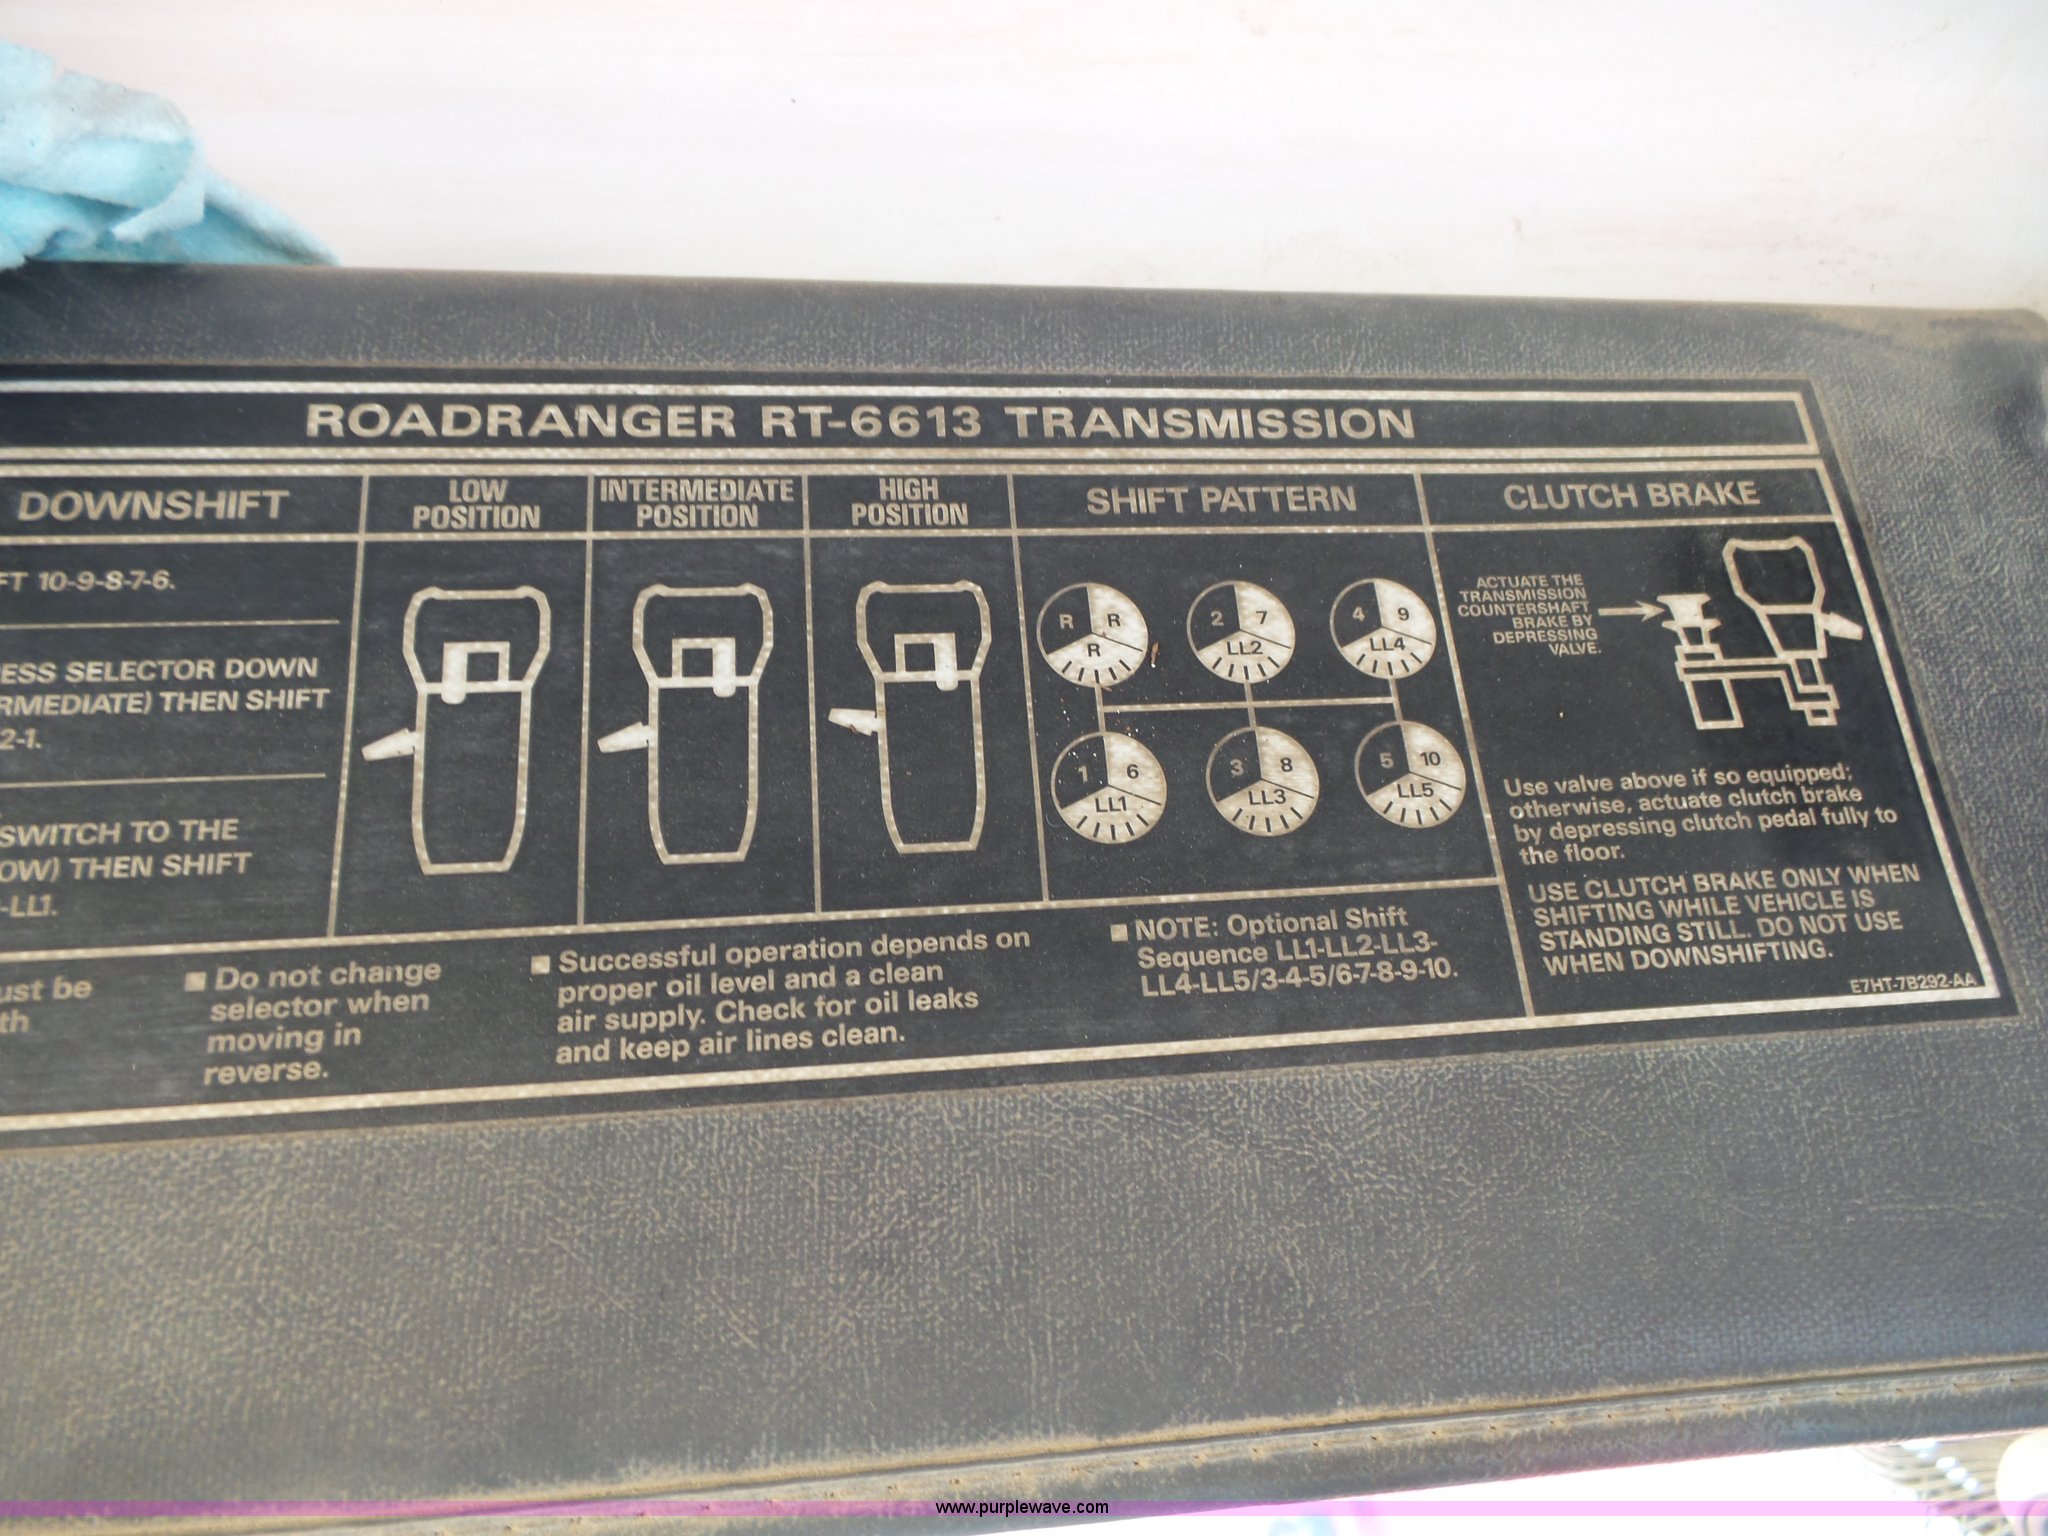 ROADRANGER RT-6613 TRANSMISSION
DOWNSHIFT
LOW
POSITION
INTERMEDIATE
POSITION
HIGH
POSITION
SHIFT PATTERN
CLUTCH BRAKE
FT 10-9-8-7-6.
ESS SELECTOR DOWN
RMEDIATE) THEN SHIFT
2-1.
SWITCH TO THE
OW) THEN SHIFT
-LL1.
R R R
2 7 LL2
4 9 LL4
1 6 LL1
3 8 LL3
5 10 LL5
ACTUATE THE
TRANSMISSION
COUNTERSHAFT
BRAKE BY
DEPRESSING
VALVE.
Use valve above if so equipped;
otherwise, actuate clutch brake
by depressing clutch pedal fully to
the floor.
USE CLUTCH BRAKE ONLY WHEN
SHIFTING WHILE VEHICLE IS
STANDING STILL. DO NOT USE
WHEN DOWNSHIFTING.
E7HT-7B292-AA
ust be
th
■ Do not change
selector when
moving in
reverse.
■ Successful operation depends on
proper oil level and a clean
air supply. Check for oil leaks
and keep air lines clean.
■ NOTE: Optional Shift
Sequence LL1-LL2-LL3-
LL4-LL5/3-4-5/6-7-8-9-10.
www.purplewave.com